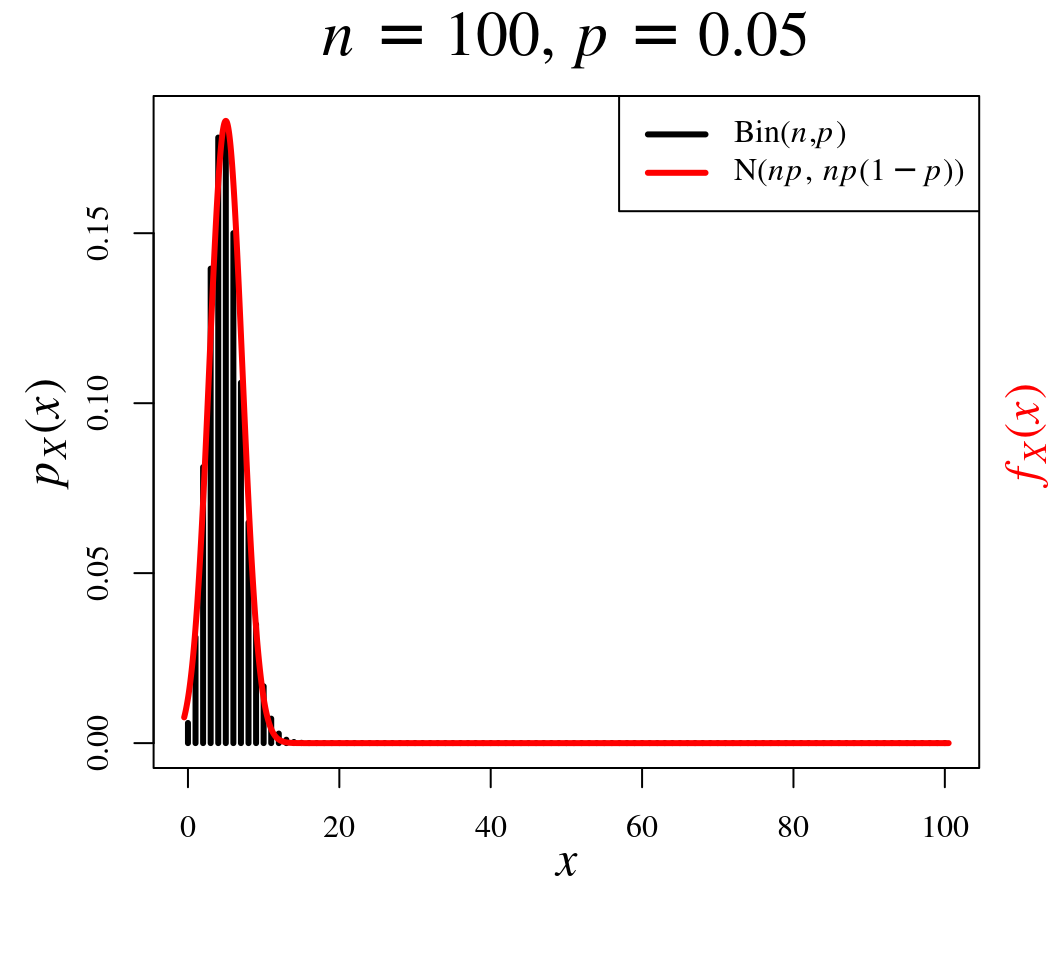 n = 100, p = 0.05
Bin(n,p)
N(np, np(1 − p))
0.15
0.10
0.05
0.00
p_X(x)
f_X(x)
0 20 40 60 80 100
x